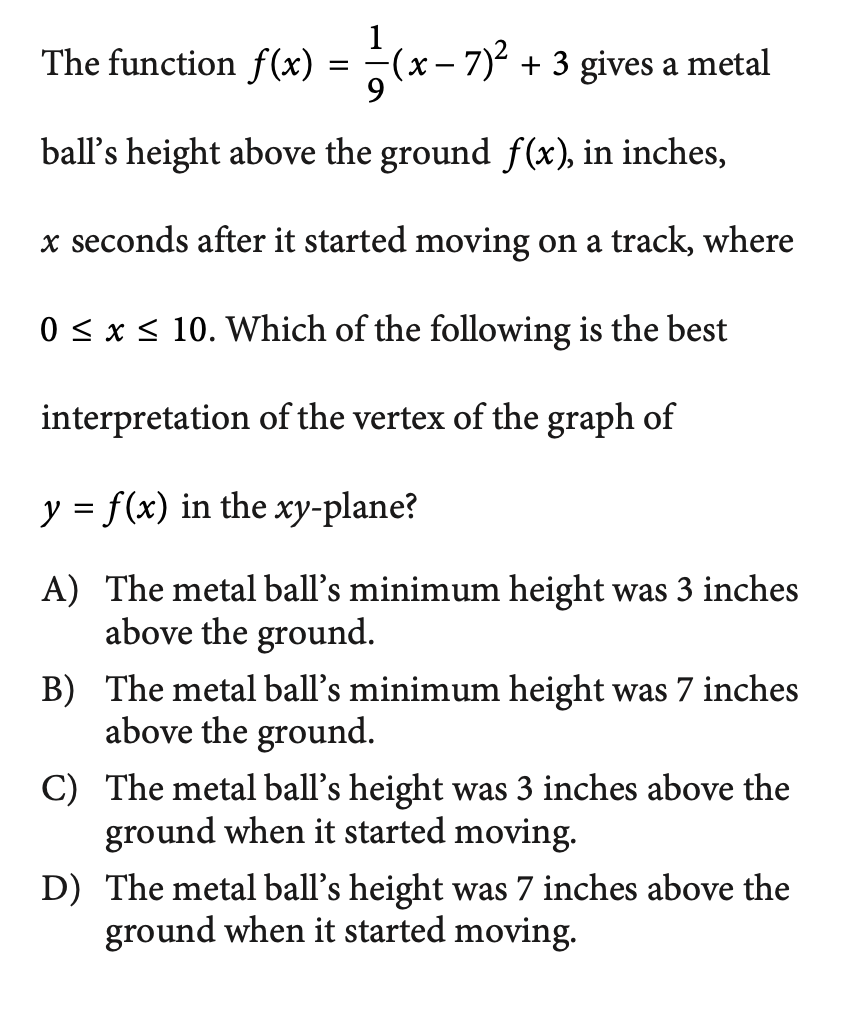 The function f(x) = 1/9 (x − 7)² + 3 gives a metal
ball’s height above the ground f(x), in inches,
x seconds after it started moving on a track, where
0 ≤ x ≤ 10. Which of the following is the best
interpretation of the vertex of the graph of
y = f(x) in the xy-plane?
A) The metal ball’s minimum height was 3 inches
above the ground.
B) The metal ball’s minimum height was 7 inches
above the ground.
C) The metal ball’s height was 3 inches above the
ground when it started moving.
D) The metal ball’s height was 7 inches above the
ground when it started moving.